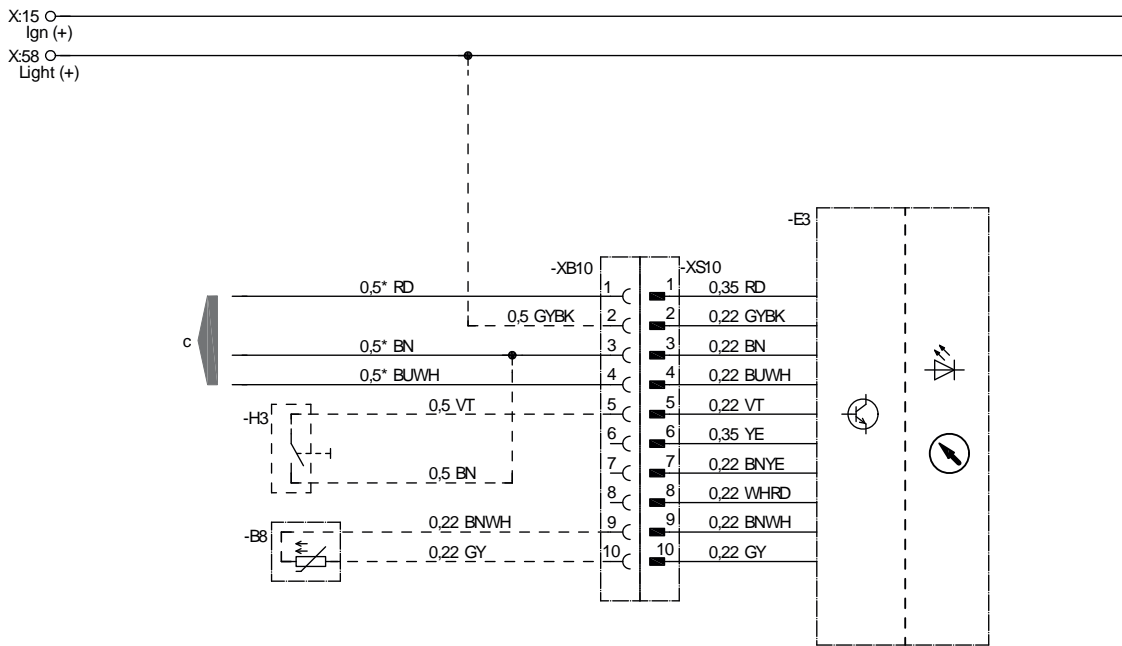 X:15
Ign (+)
X:58
Light (+)
-E3
-XB10 -XS10
0,5* RD 1 1 0,35 RD
0,5 GYBK 2 2 0,22 GYBK
c
0,5* BN 3 3 0,22 BN
0,5* BUWH 4 4 0,22 BUWH
-H3
0,5 VT 5 5 0,22 VT
6 6 0,35 YE
0,5 BN 7 7 0,22 BNYE
8 8 0,22 WHRD
-B8
0,22 BNWH 9 9 0,22 BNWH
0,22 GY 10 10 0,22 GY